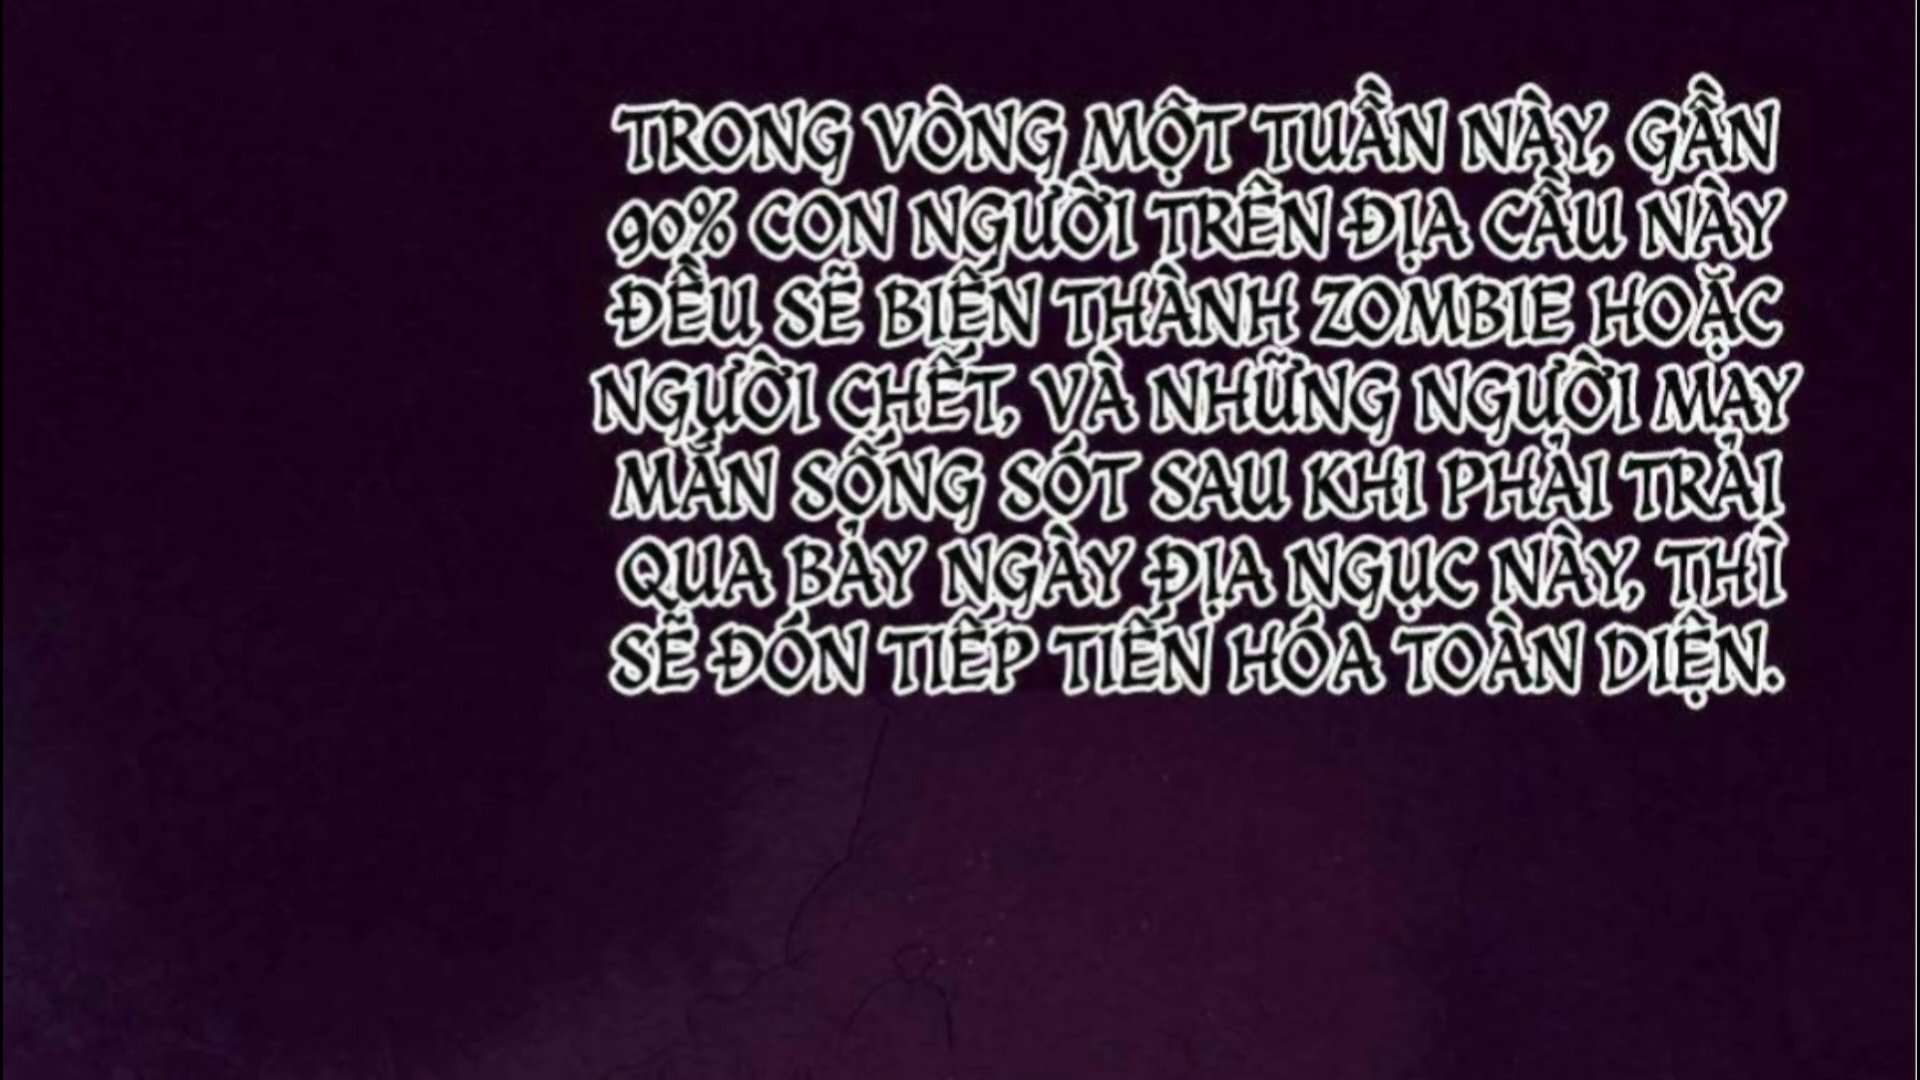 TRONG VÒNG MỘT TUẦN NÀY, GẦN
90% CON NGƯỜI TRÊN ĐỊA CẦU NÀY
ĐỀU SẼ BIẾN THÀNH ZOMBIE HOẶC
NGƯỜI CHẾT, VÀ NHỮNG NGƯỜI MAY
MẮN SỐNG SÓT SAU KHI PHẢI TRẢI
QUA BẢY NGÀY ĐỊA NGỤC NÀY, THÌ
SẼ ĐÓN TIẾP TIẾN HÓA TOÀN DIỆN.